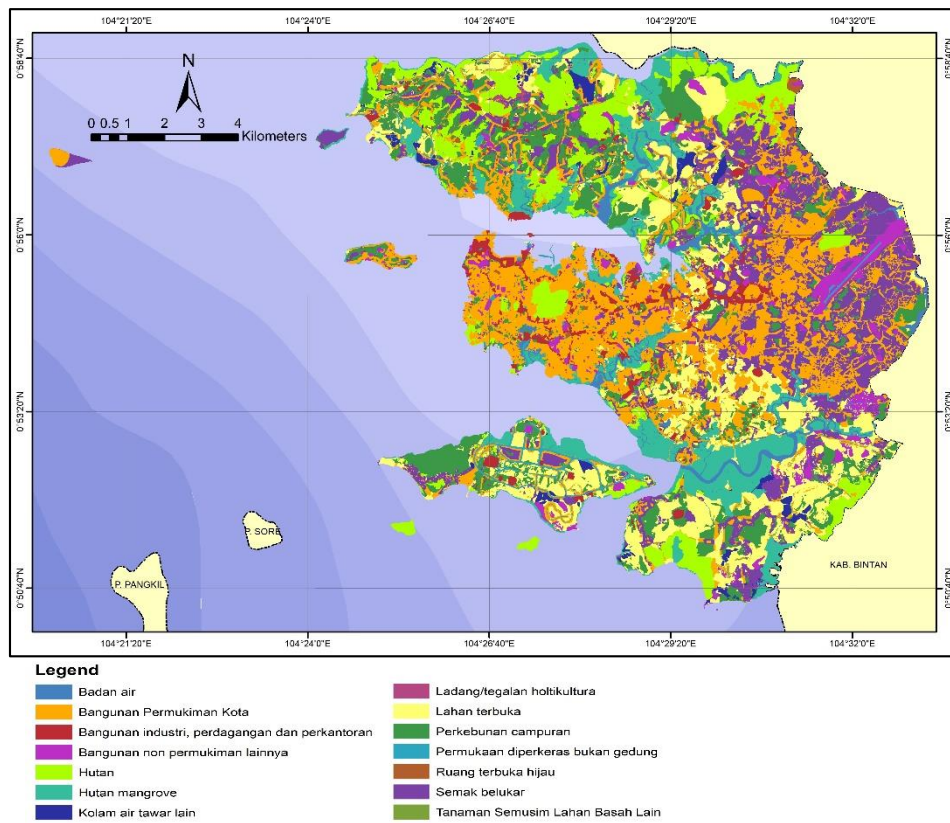 104°21'20"E 104°24'0"E 104°26'40"E 104°29'20"E 104°32'0"E
0°58'40"N 0°58'40"N
N
0 0.5 1 2 3 4
Kilometers
0°56'0"N 0°56'0"N
0°53'20"N 0°53'20"N
P. SORE
P. PANGKIL
KAB. BINTAN
0°50'40"N 0°50'40"N
104°21'20"E 104°24'0"E 104°26'40"E 104°29'20"E 104°32'0"E
Legend
Badan air
Bangunan Permukiman Kota
Bangunan industri, perdagangan dan perkantoran
Bangunan non permukiman lainnya
Hutan
Hutan mangrove
Kolam air tawar lain
Ladang/tegalan holtikultura
Lahan terbuka
Perkebunan campuran
Permukaan diperkeras bukan gedung
Ruang terbuka hijau
Semak belukar
Tanaman Semusim Lahan Basah Lain